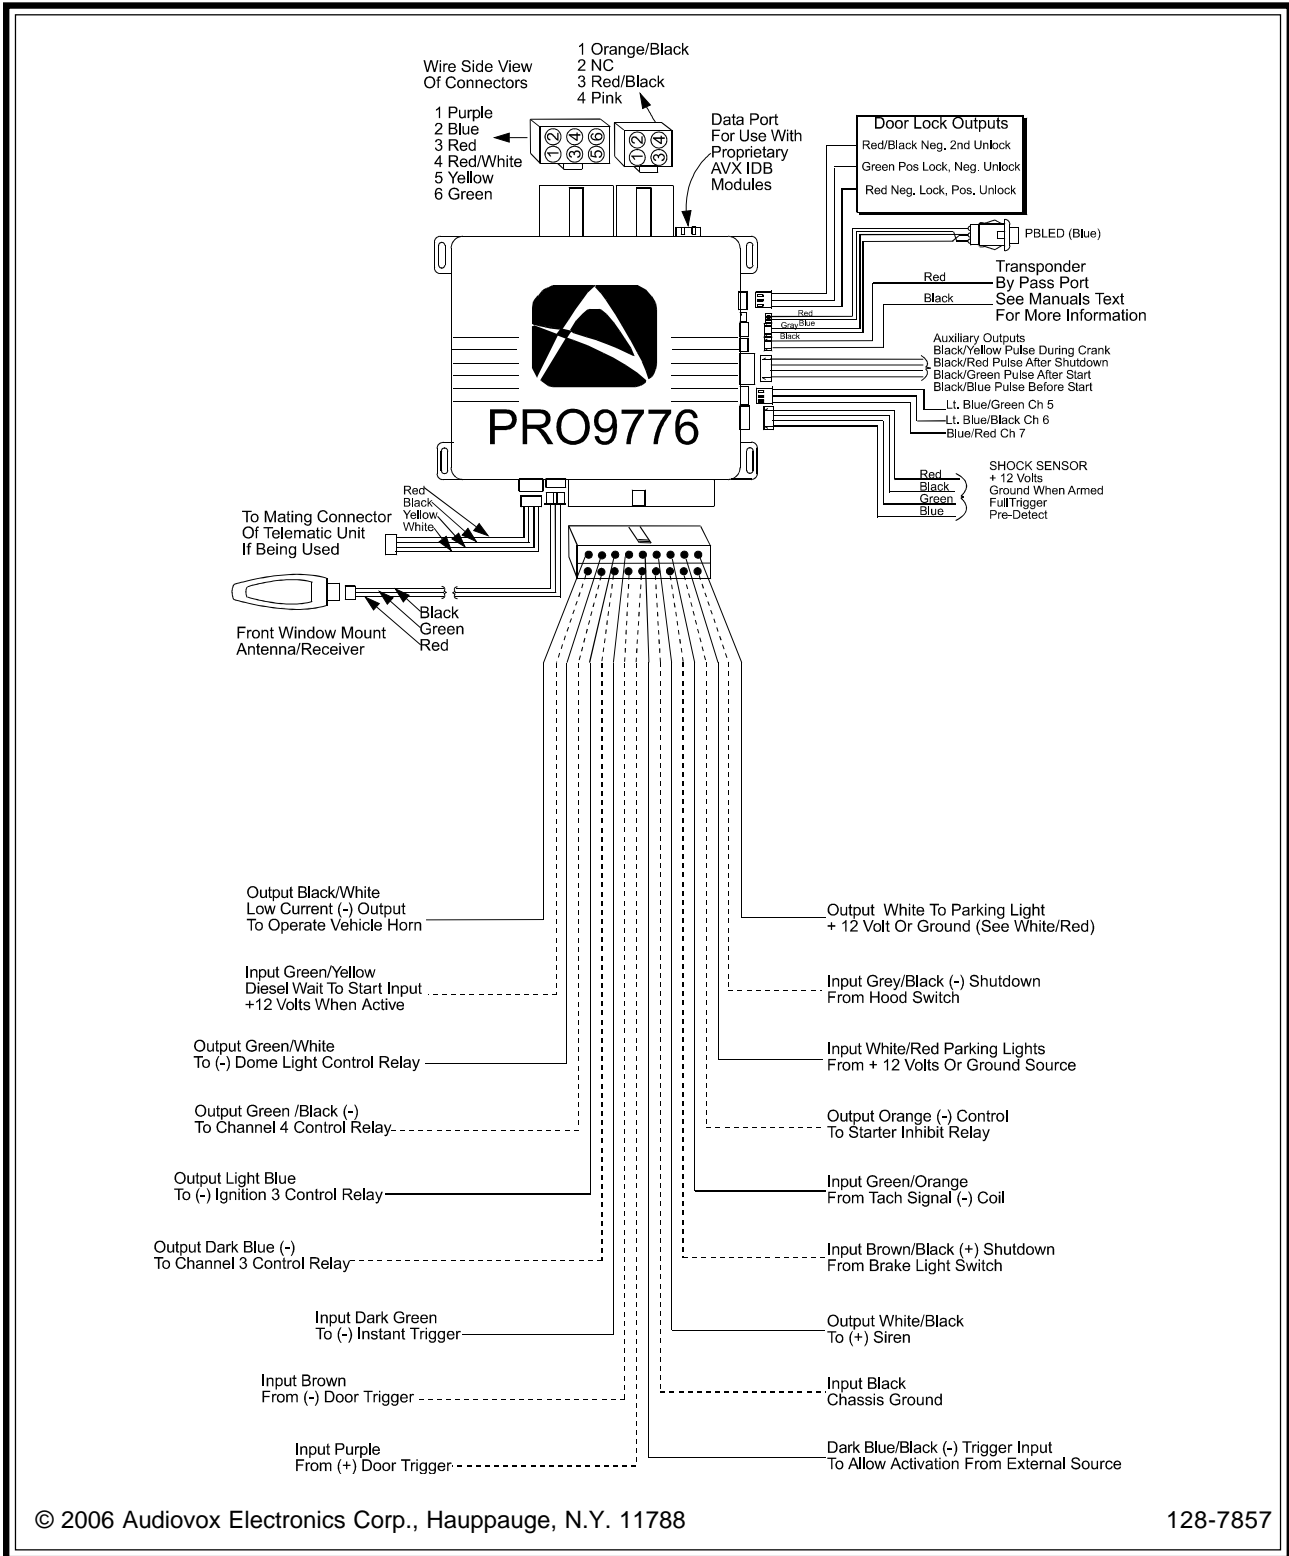 Wire Side View
Of Connectors
1 Purple
2 Blue
3 Red
4 Red/White
5 Yellow
6 Green
1 Orange/Black
2 NC
3 Red/Black
4 Pink
1 2 3 4 5 6
1 2 3 4
Data Port
For Use With
Proprietary
AVX IDB
Modules
Door Lock Outputs
Red/Black Neg. 2nd Unlock
Green Pos Lock, Neg. Unlock
Red Neg. Lock, Pos. Unlock
PBLED (Blue)
Red
Black
Transponder
By Pass Port
See Manuals Text
For More Information
Red
Blue
Gray
Black
Auxiliary Outputs
Black/Yellow Pulse During Crank
Black/Red Pulse After Shutdown
Black/Green Pulse After Start
Black/Blue Pulse Before Start
Lt. Blue/Green Ch 5
Lt. Blue/Black Ch 6
Blue/Red Ch 7
PRO9776
Red
Black
Green
Blue
SHOCK SENSOR
+ 12 Volts
Ground When Armed
FullTrigger
Pre-Detect
Red
Black
Yellow
White
To Mating Connector
Of Telematic Unit
If Being Used
Black
Green
Red
Front Window Mount
Antenna/Receiver
Output Black/White
Low Current (-) Output
To Operate Vehicle Horn
Input Green/Yellow
Diesel Wait To Start Input
+12 Volts When Active
Output Green/White
To (-) Dome Light Control Relay
Output Green /Black (-)
To Channel 4 Control Relay
Output Light Blue
To (-) Ignition 3 Control Relay
Output Dark Blue (-)
To Channel 3 Control Relay
Input Dark Green
To (-) Instant Trigger
Input Brown
From (-) Door Trigger
Input Purple
From (+) Door Trigger
Output White To Parking Light
+ 12 Volt Or Ground (See White/Red)
Input Grey/Black (-) Shutdown
From Hood Switch
Input White/Red Parking Lights
From + 12 Volts Or Ground Source
Output Orange (-) Control
To Starter Inhibit Relay
Input Green/Orange
From Tach Signal (-) Coil
Input Brown/Black (+) Shutdown
From Brake Light Switch
Output White/Black
To (+) Siren
Input Black
Chassis Ground
Dark Blue/Black (-) Trigger Input
To Allow Activation From External Source
© 2006 Audiovox Electronics Corp., Hauppauge, N.Y. 11788
128-7857